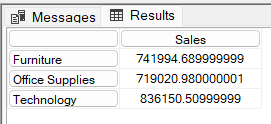 Messages Results
Sales
Furniture 741994.689999999
Office Supplies 719020.980000001
Technology 836150.50999999